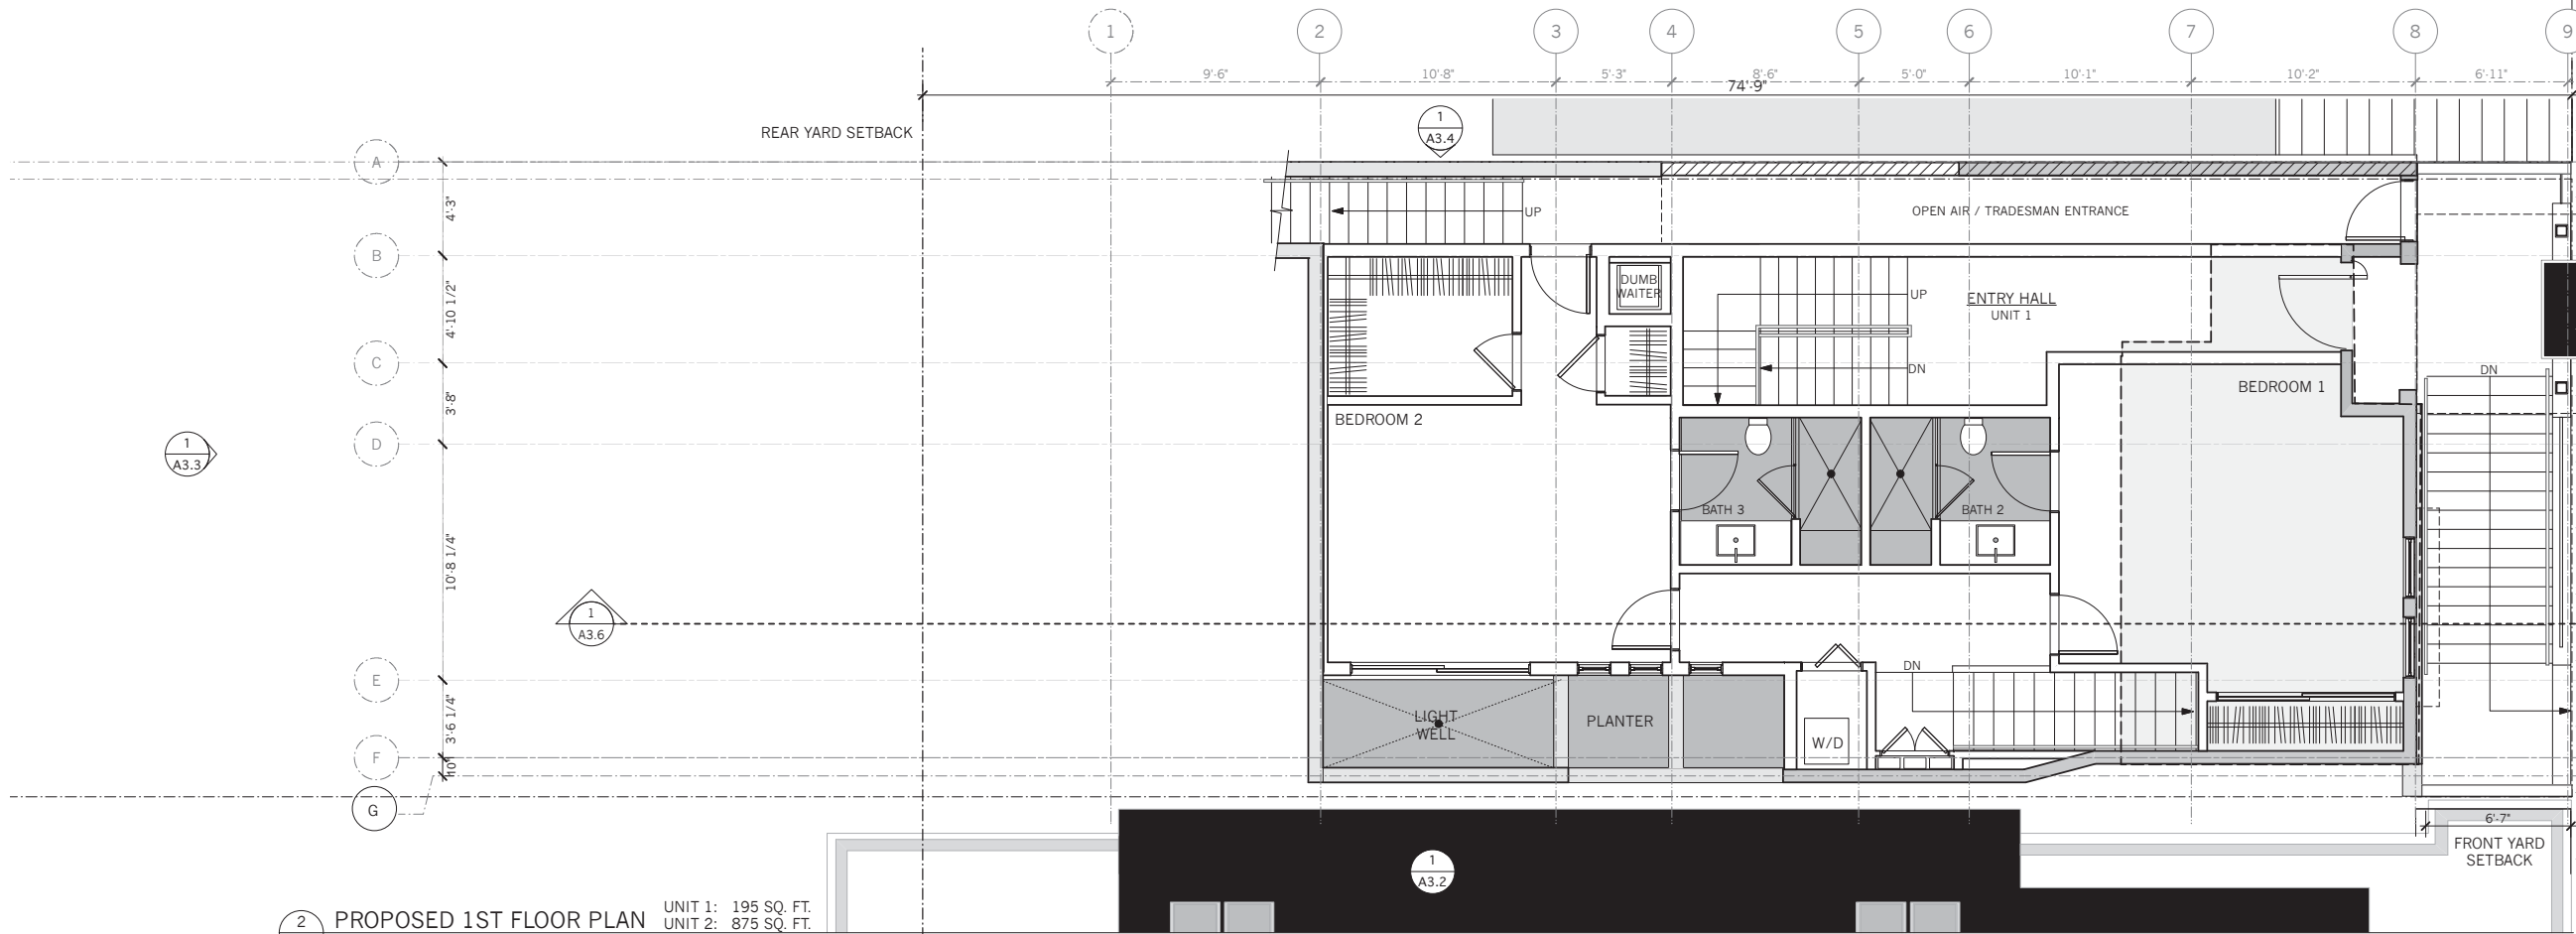 1 2 3 4 5 6 7 8 9
9'-6" 10'-8" 5'-3" 8'-6" 5'-0" 10'-1" 10'-2" 6'-11"
74'-9"
REAR YARD SETBACK
1
A3.4
A
4'-3"
UP
OPEN AIR / TRADESMAN ENTRANCE
B
4'-10 1/2"
DUMB
WAITER
UP
ENTRY HALL
UNIT 1
C
3'-8"
DN
DN
BEDROOM 1
BEDROOM 2
D
1
A3.3
10'-8 1/4"
BATH 3
BATH 2
1
A3.6
E
DN
3'-6 1/4"
LIGHT
WELL
PLANTER
W/D
F
10"
G
6'-7"
FRONT YARD
SETBACK
1
A3.2
2 PROPOSED 1ST FLOOR PLAN
UNIT 1: 195 SQ. FT.
UNIT 2: 875 SQ. FT.